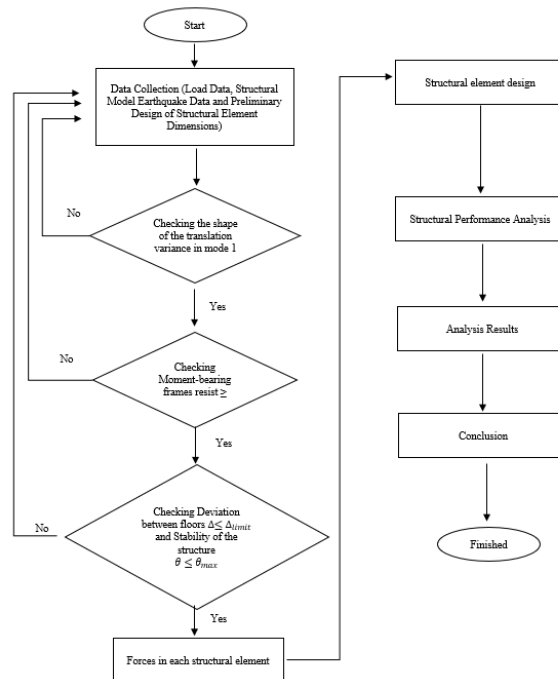 Start
Data Collection (Load Data, Structural
Model Earthquake Data and Preliminary
Design of Structural Element
Dimensions)
No
Checking the shape
of the translation
variance in mode 1
Yes
No
Checking
Moment-bearing
frames resist ≥
Yes
No
Checking Deviation
between floors Δ≤ Δ_limit
and Stability of the
structure
θ ≤ θ_max
Yes
Forces in each structural element
Structural element design
Structural Performance Analysis
Analysis Results
Conclusion
Finished